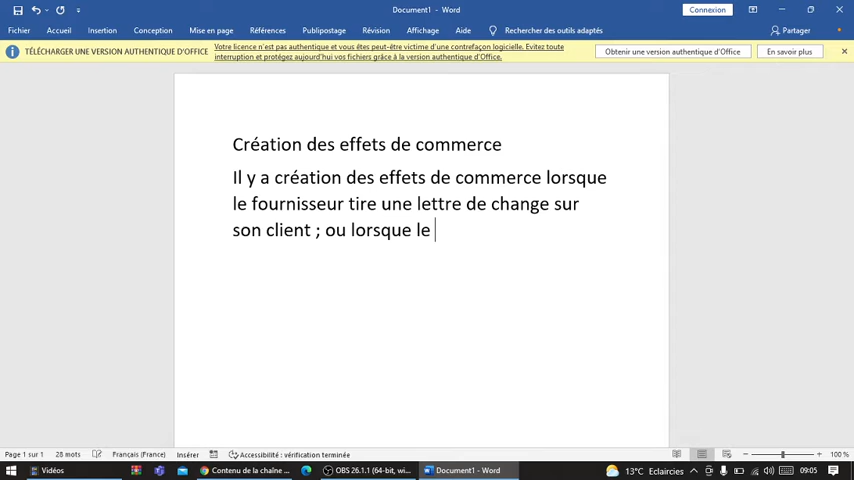 Document1 - Word
Connexion
Fichier Accueil Insertion Conception Mise en page Références Publipostage Révision Affichage Aide Rechercher des outils adaptés Partager
TÉLÉCHARGER UNE VERSION AUTHENTIQUE D'OFFICE Votre licence n'est pas authentique et vous êtes peut-être victime d'une contrefaçon logicielle. Evitez toute
interruption et protégez aujourd'hui vos fichiers grâce à la version authentique d'Office. Obtenir une version authentique d'Office En savoir plus
Création des effets de commerce
Il y a création des effets de commerce lorsque
le fournisseur tire une lettre de change sur
son client ; ou lorsque le
Page 1 sur 1 28 mots Français (France) Insérer Accessibilité : vérification terminée 100 %
Vidéos Contenu de la chaîne ... OBS 26.1.1 (64-bit, wi... Document1 - Word 13°C Eclaircies 09:05